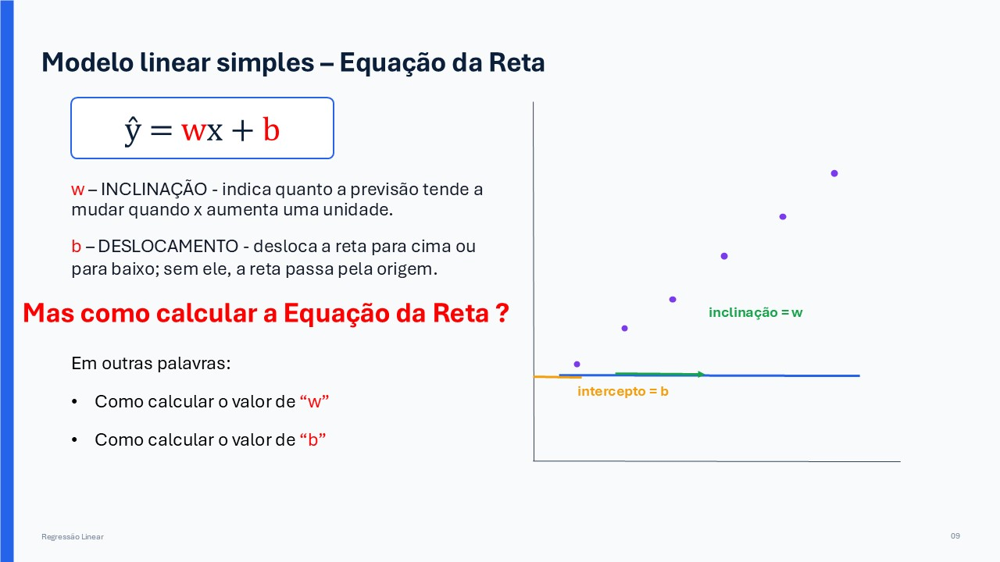 Modelo linear simples – Equação da Reta
ŷ = wx + b
w – INCLINAÇÃO - indica quanto a previsão tende a
mudar quando x aumenta uma unidade.
b – DESLOCAMENTO - desloca a reta para cima ou
para baixo; sem ele, a reta passa pela origem.
Mas como calcular a Equação da Reta ?
Em outras palavras:
• Como calcular o valor de “w”
• Como calcular o valor de “b”
inclinação = w
intercepto = b
Regressão Linear
09